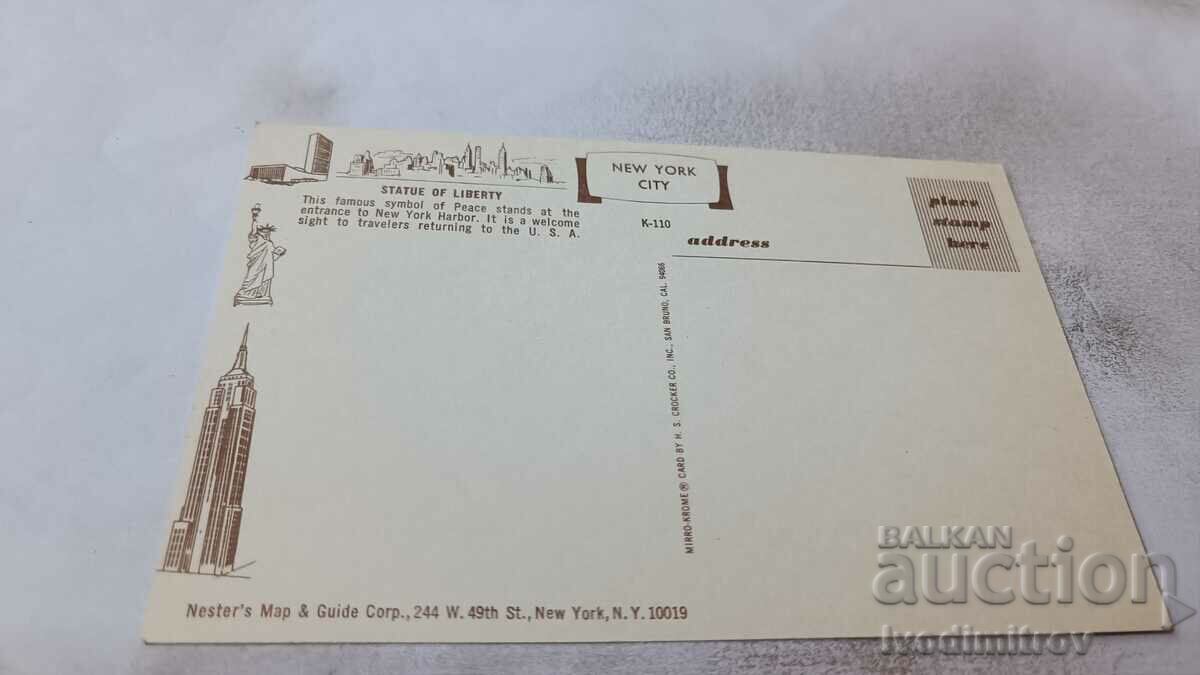 STATUE OF LIBERTY
This famous symbol of Peace stands at the
entrance to New York Harbor. It is a welcome
sight to travelers returning to the U. S. A.
NEW YORK
CITY
K-110
address
place
stamp
here
MIRRO-KROME ® CARD BY H. S. CROCKER CO., INC., SAN BRUNO, CAL. 94066
Nester's Map & Guide Corp., 244 W. 49th St., New York, N. Y. 10019
BALKAN
auction
Ivodimitrov